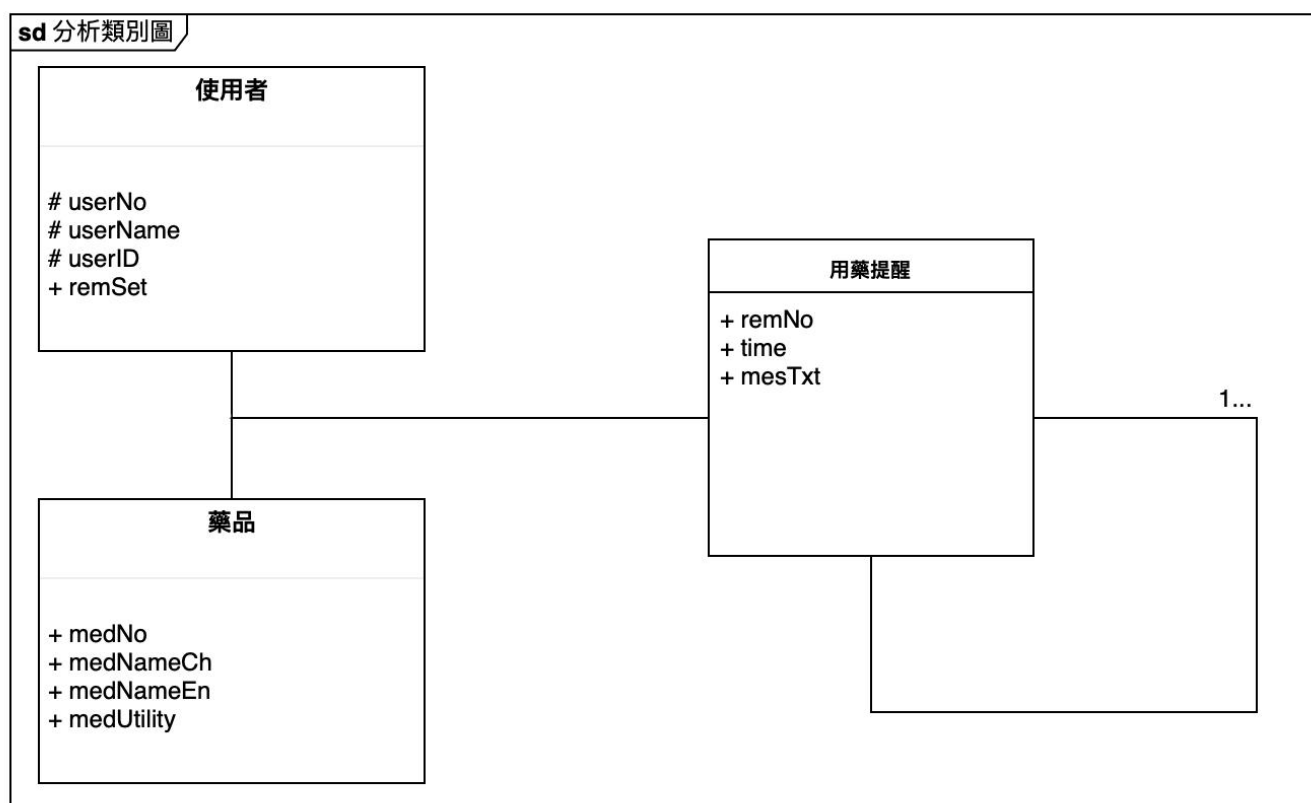 sd 分析類別圖
使用者
# userNo
# userName
# userID
+ remSet
用藥提醒
+ remNo
+ time
+ mesTxt
1...
藥品
+ medNo
+ medNameCh
+ medNameEn
+ medUtility